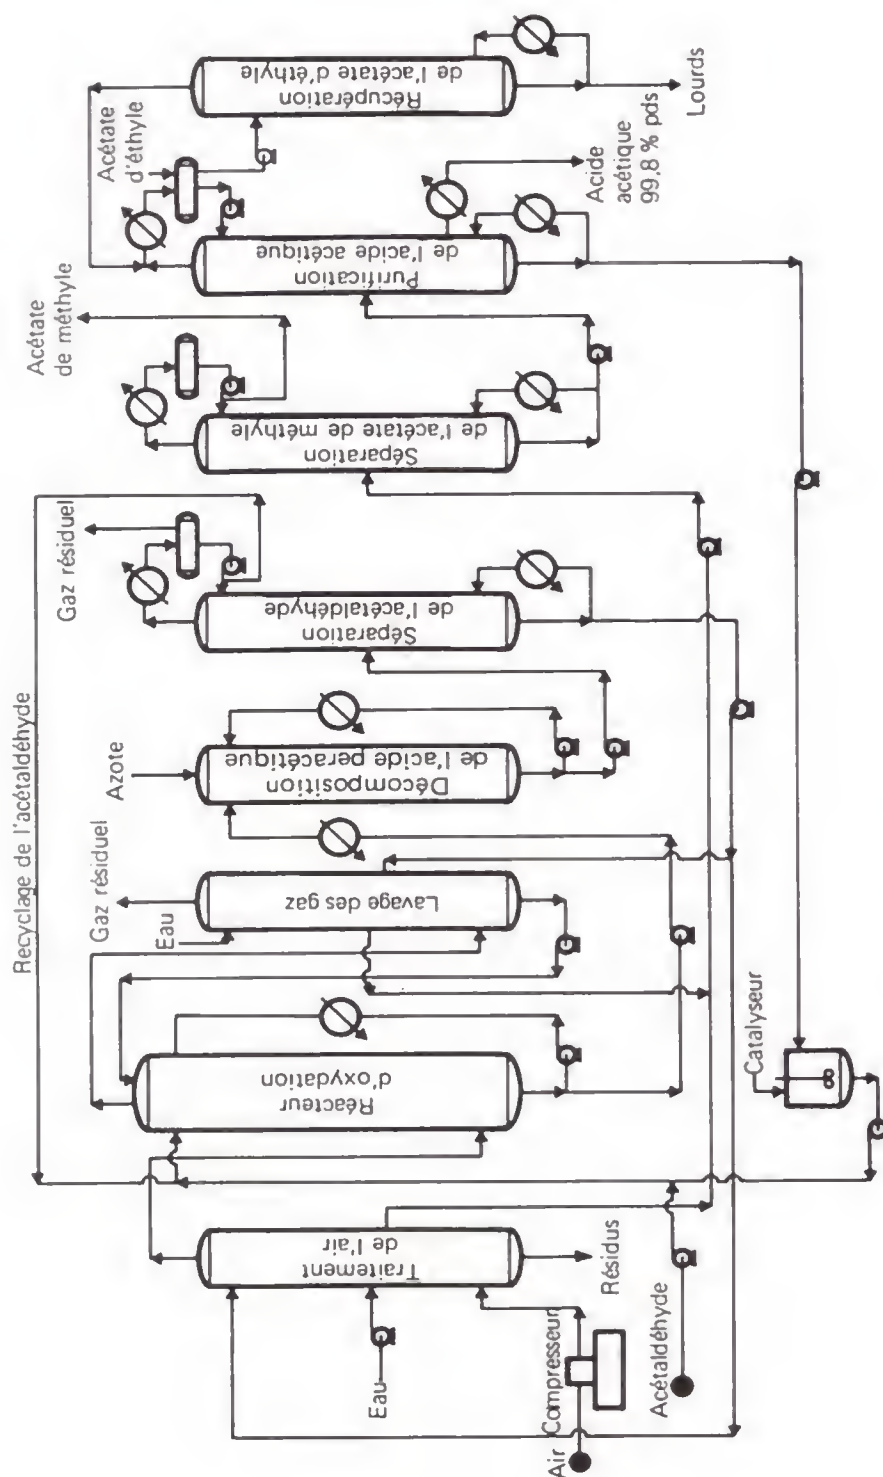 Recyclage de l'acétaldéhyde
Gaz résiduel
Acétate
de méthyle
Acétate
d'éthyle
Azote
Gaz résiduel
Eau
Traitement
de l'air
Réacteur
d'oxydation
Lavage des gaz
Décomposition
de l'acide peracétique
Séparation
de l'acétaldéhyde
Séparation
de l'acétate de méthyle
Purification
de l'acide acétique
Récupération
de l'acétate d'éthyle
Eau
Air
Compresseur
Acétaldéhyde
Résidus
Catalyseur
Acide
acétique
99,8 % pds
Lourds